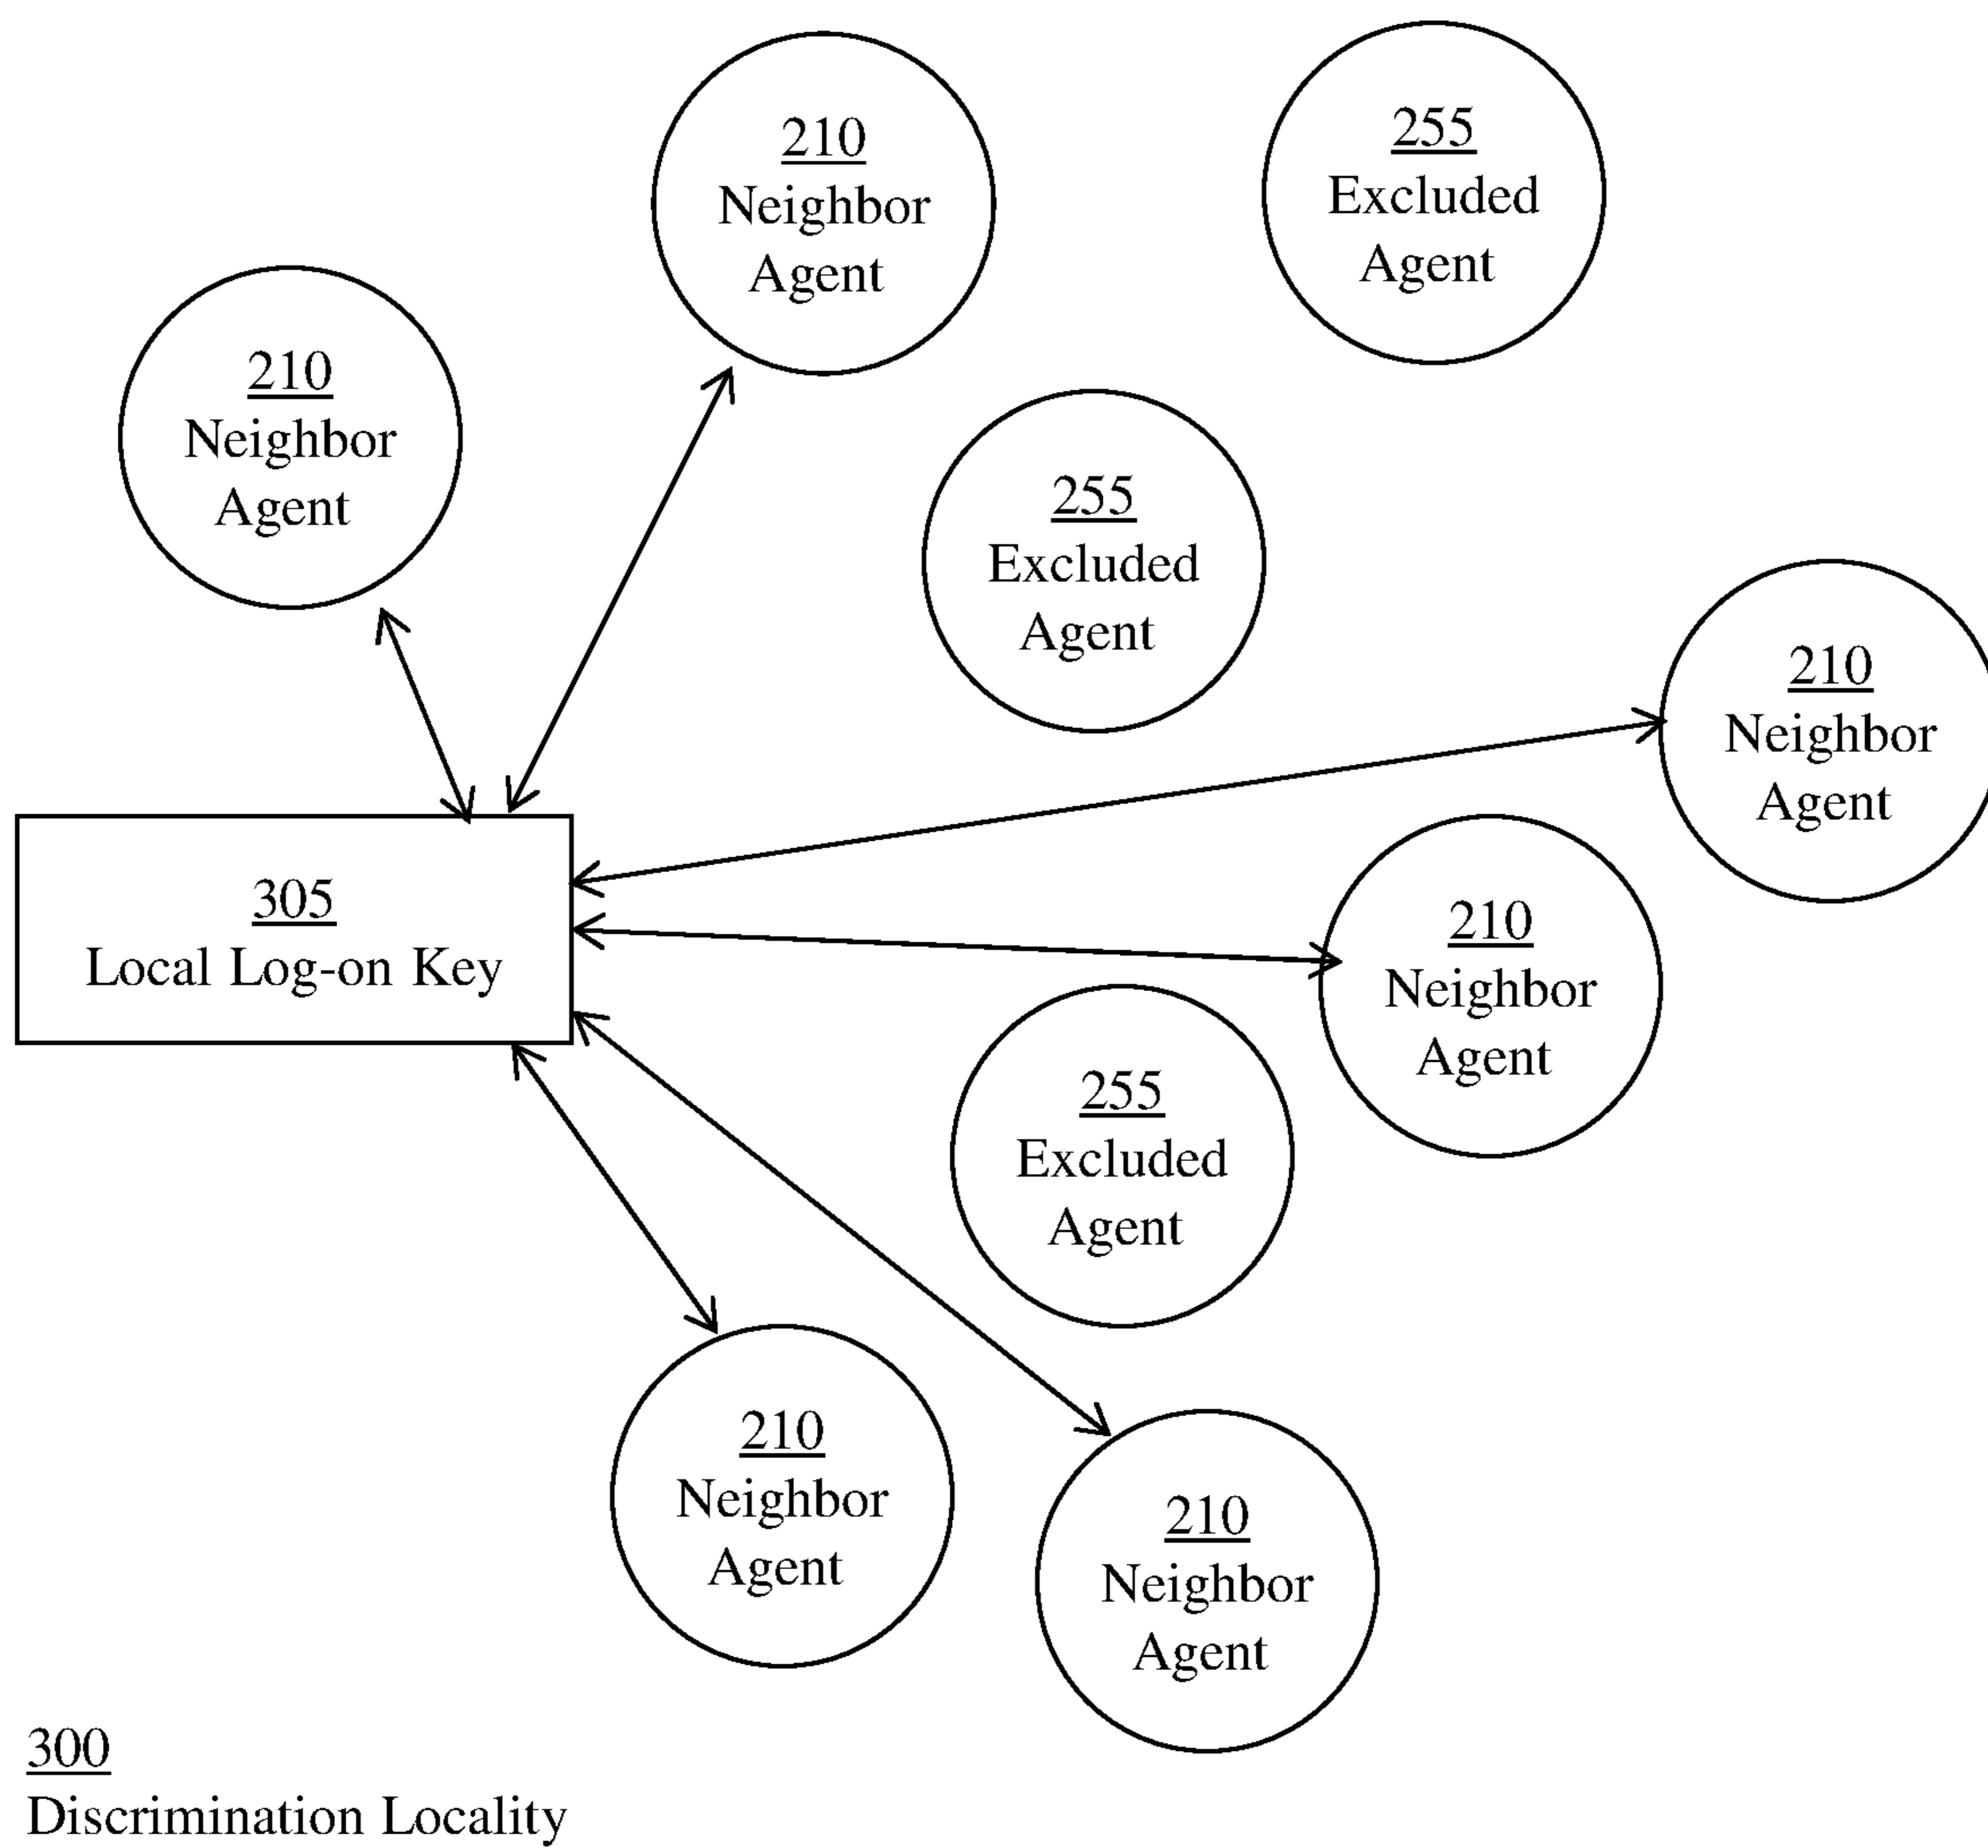 210
Neighbor
Agent
255
Excluded
Agent
210
Neighbor
Agent
255
Excluded
Agent
210
Neighbor
Agent
305
Local Log-on Key
210
Neighbor
Agent
255
Excluded
Agent
210
Neighbor
Agent
210
Neighbor
Agent
300
Discrimination Locality